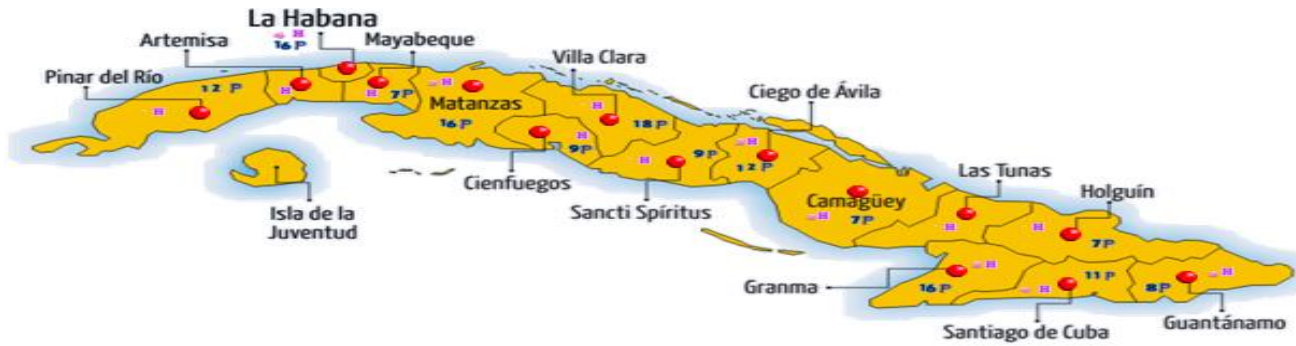 La Habana
H
16 P
Artemisa
Mayabeque
Villa Clara
Pinar del Río
Ciego de Ávila
12 P
H
H
H
7 P
H
H
Matanzas
16 P
H
18 P
H
9 P
9 P
H
H
12 P
Cienfuegos
Sancti Spíritus
Isla de la
Juventud
Las Tunas
Holguín
Camagüey
H
7 P
H
H
7 P
Granma
H
16 P
H
11 P
8 P
H
Santiago de Cuba
Guantánamo